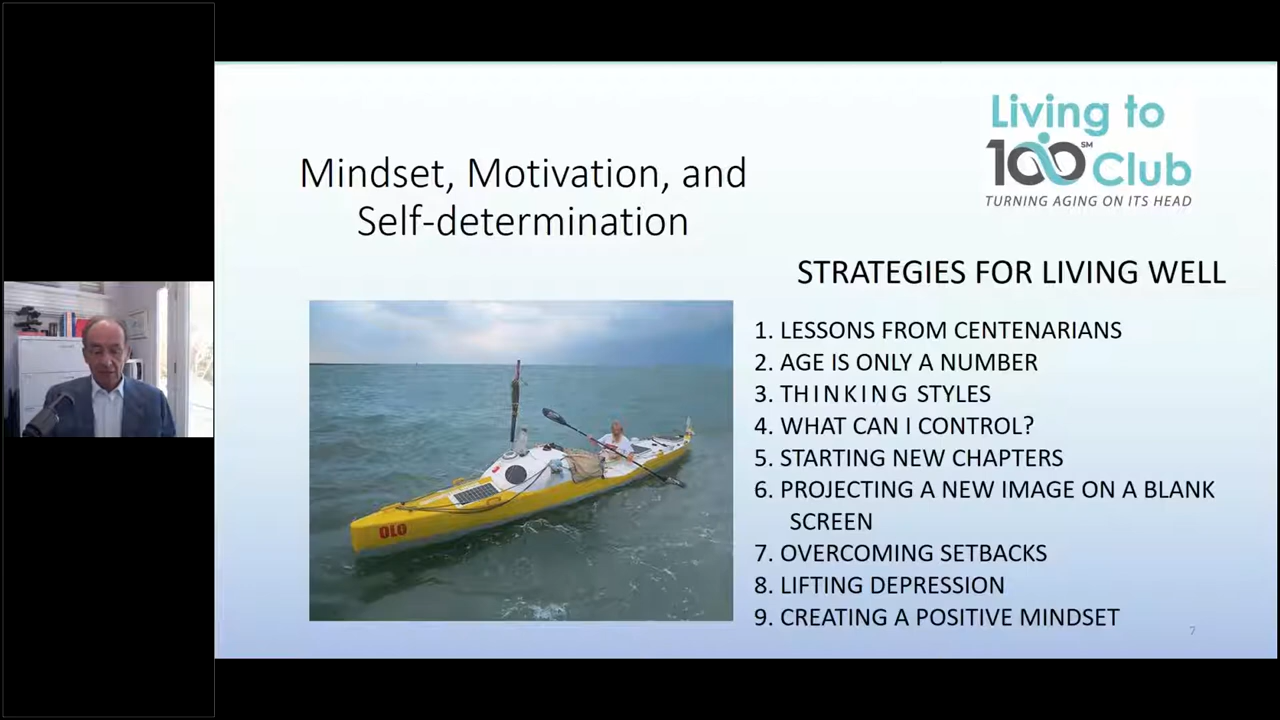 Living to
100 SM Club
TURNING AGING ON ITS HEAD
Mindset, Motivation, and
Self-determination
STRATEGIES FOR LIVING WELL
1. LESSONS FROM CENTENARIANS
2. AGE IS ONLY A NUMBER
3. THINKING STYLES
4. WHAT CAN I CONTROL?
5. STARTING NEW CHAPTERS
6. PROJECTING A NEW IMAGE ON A BLANK
SCREEN
7. OVERCOMING SETBACKS
8. LIFTING DEPRESSION
9. CREATING A POSITIVE MINDSET
OLO
7